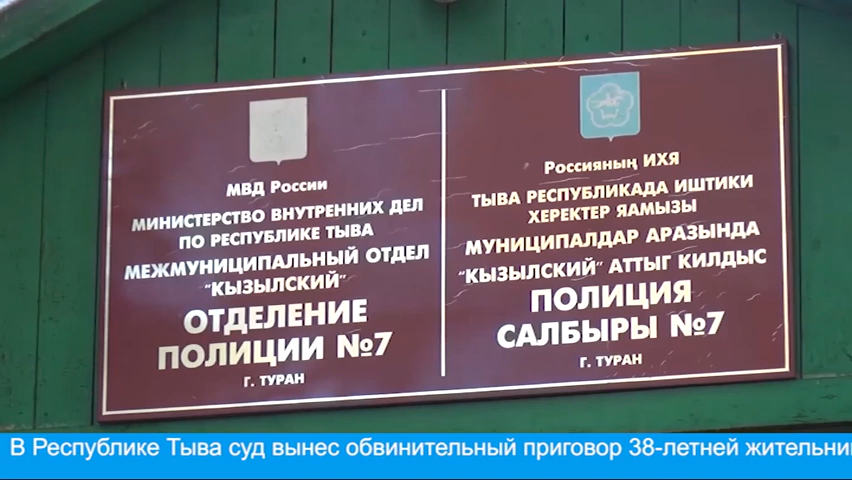 МВД России
МИНИСТЕРСТВО ВНУТРЕННИХ ДЕЛ
ПО РЕСПУБЛИКЕ ТЫВА
МЕЖМУНИЦИПАЛЬНЫЙ ОТДЕЛ
"КЫЗЫЛСКИЙ"
ОТДЕЛЕНИЕ
ПОЛИЦИИ №7
Г. ТУРАН
Россияның ИХЯ
ТЫВА РЕСПУБЛИКАДА ИШТИКИ
ХЕРЕКТЕР ЯАМЫЗЫ
МУНИЦИПАЛДАР АРАЗЫНДА
"КЫЗЫЛСКИЙ" АТТЫГ КИЛДЫС
ПОЛИЦИЯ
САЛБЫРЫ №7
Г. ТУРАН
В Республике Тыва суд вынес обвинительный приговор 38-летней жительни